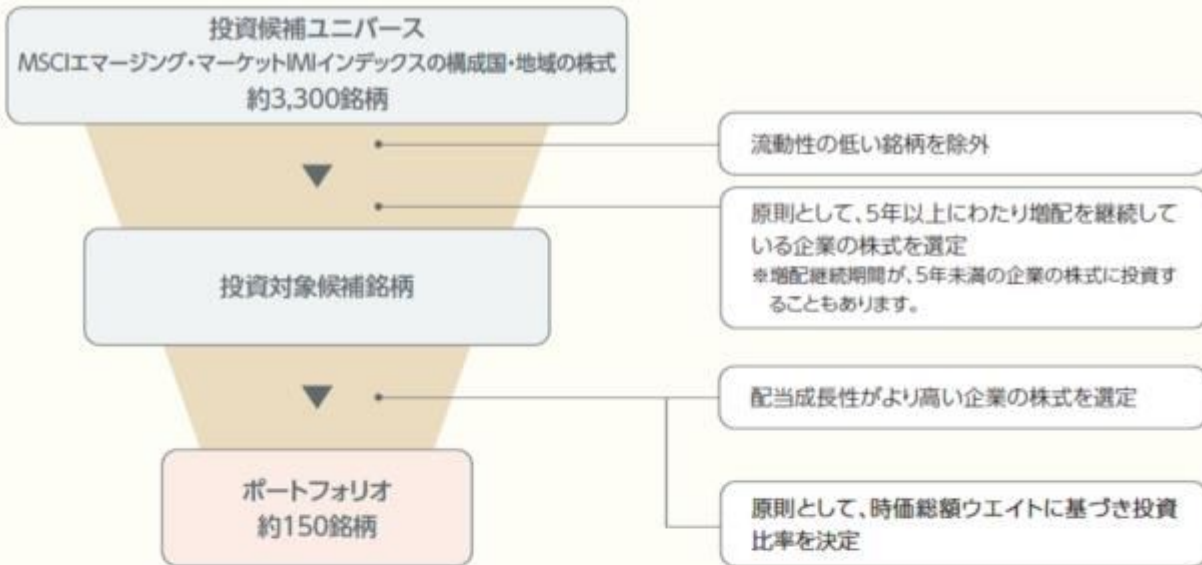 投資候補ユニバース
MSCIエマージング・マーケットIMIインデックスの構成国・地域の株式
約3,300銘柄
流動性の低い銘柄を除外
原則として、5年以上にわたり増配を継続して
いる企業の株式を選定
※増配継続期間が、5年未満の企業の株式に投資す
ることもあります。
投資対象候補銘柄
配当成長性がより高い企業の株式を選定
ポートフォリオ
約150銘柄
原則として、時価総額ウエイトに基づき投資
比率を決定